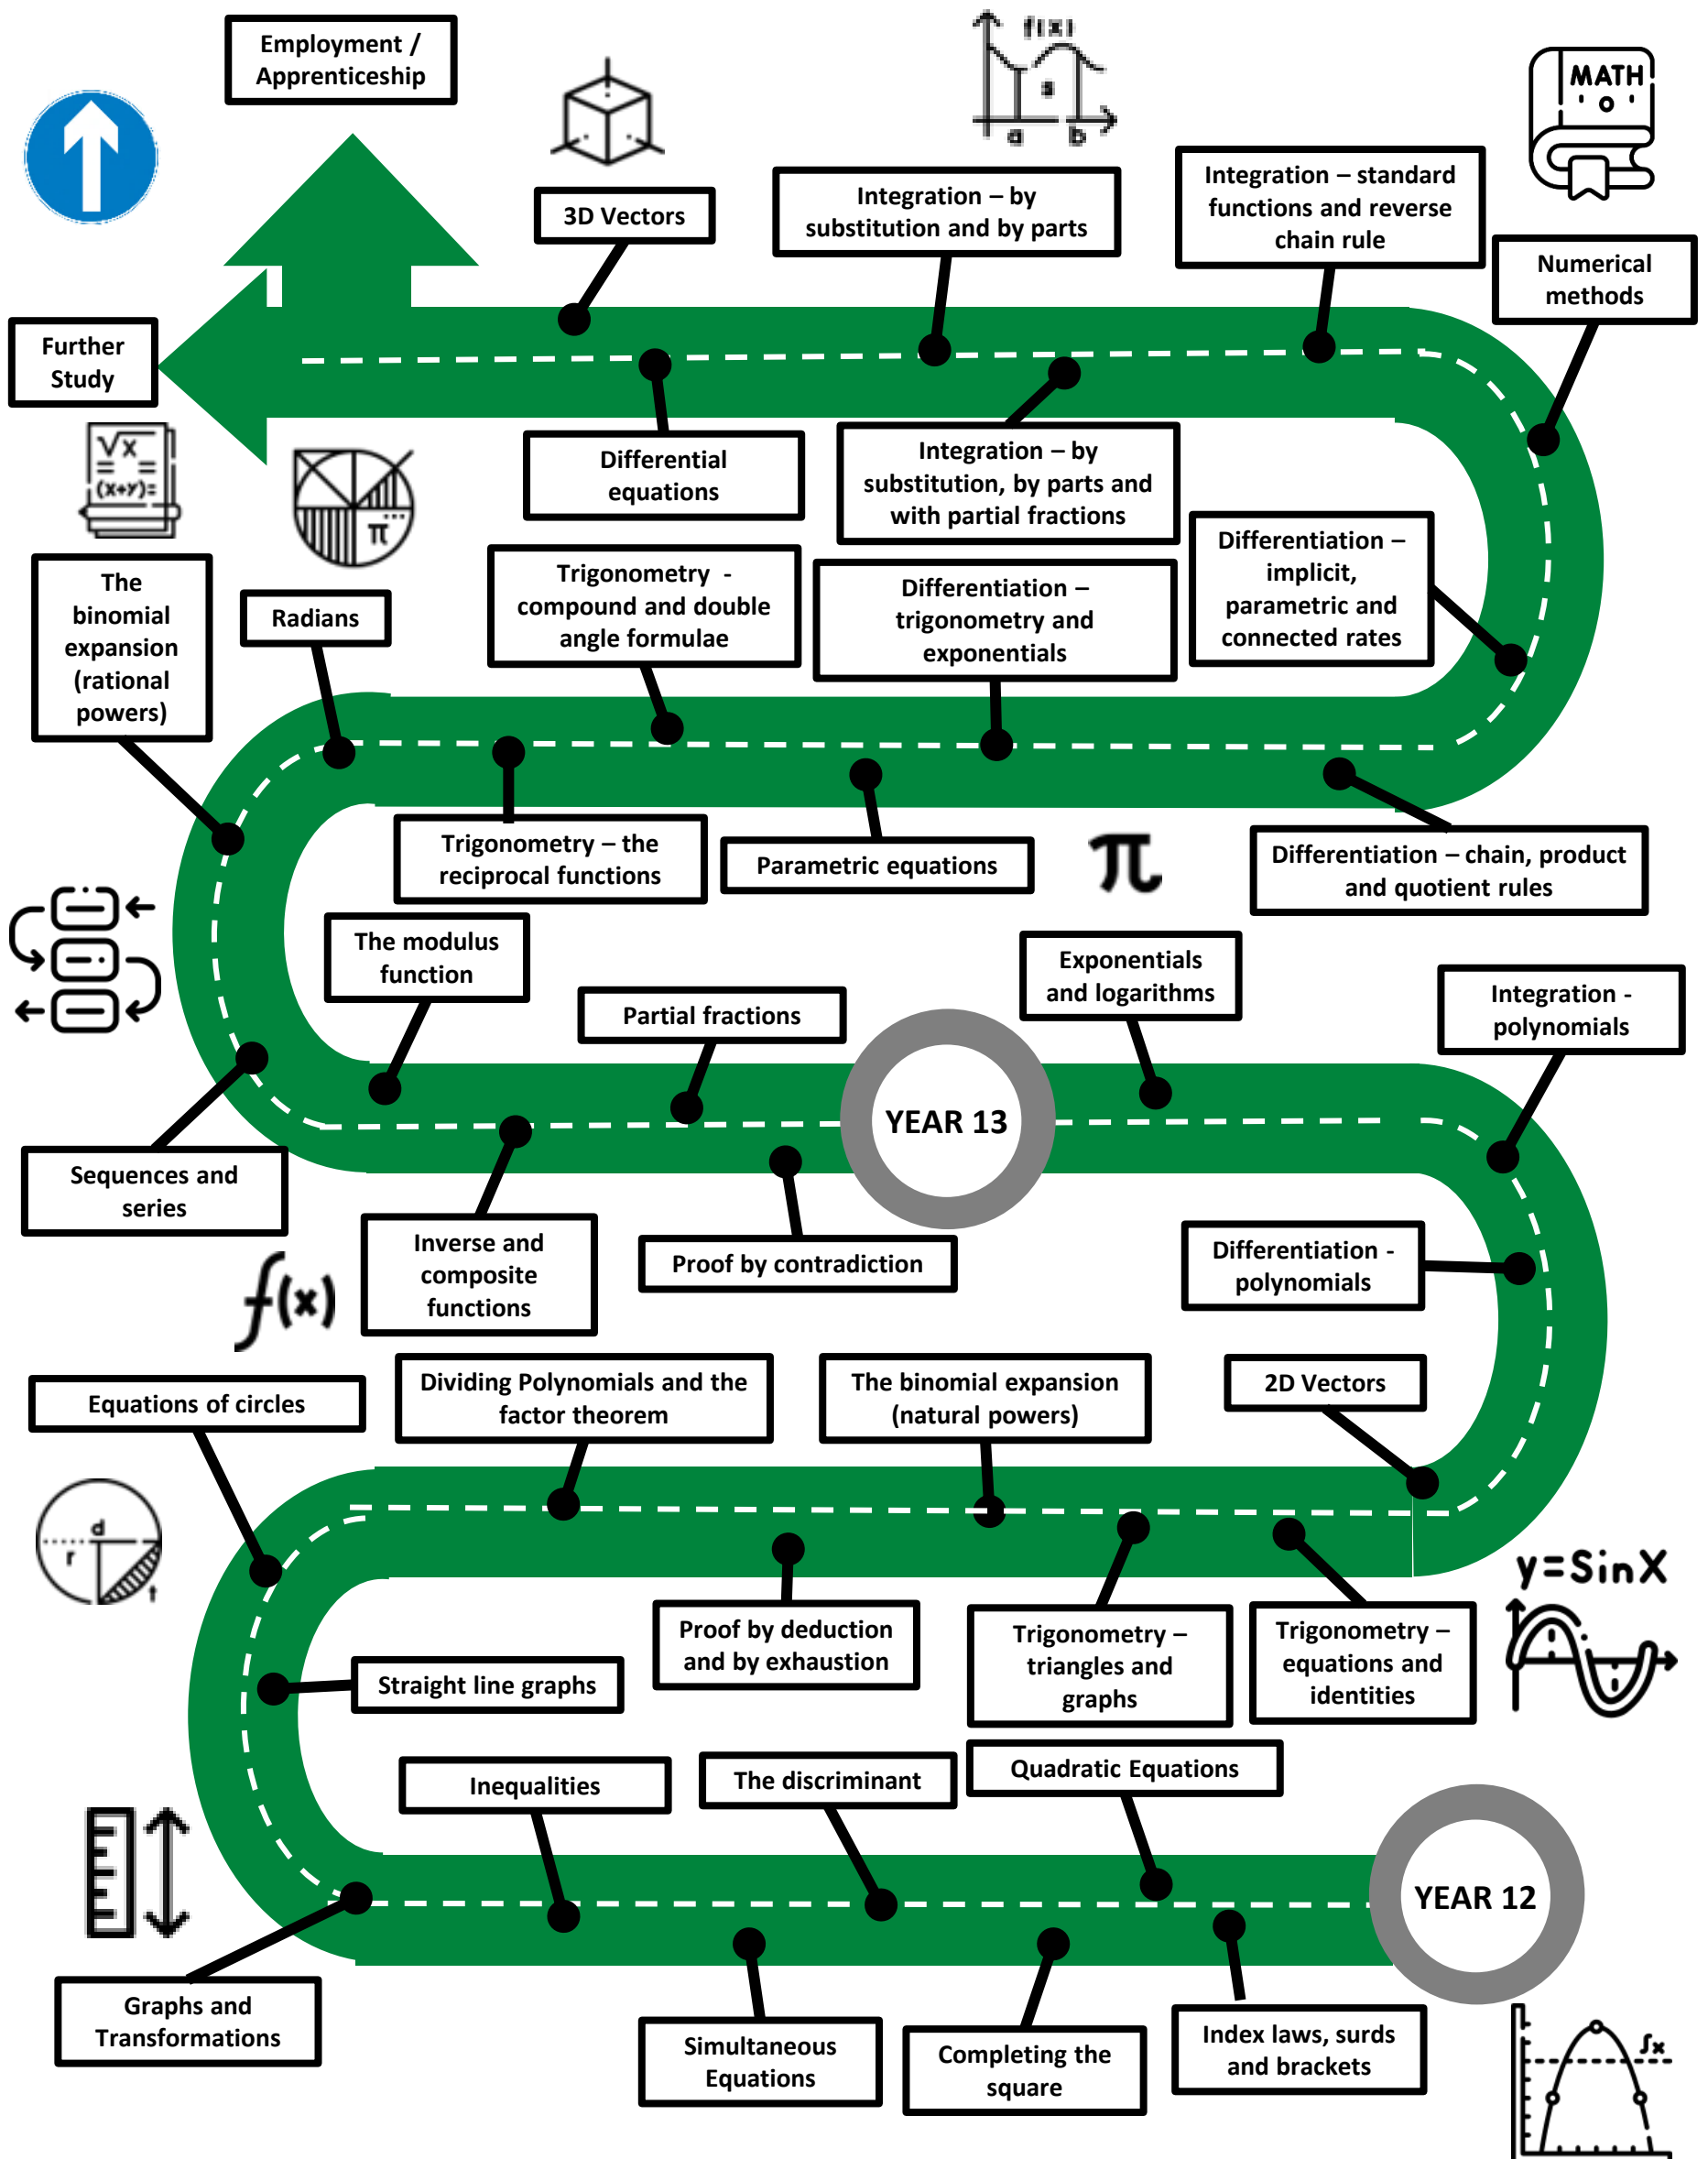 Employment /
Apprenticeship
f(x)
s
a
b
MATH
3D Vectors
Integration – by
substitution and by parts
Integration – standard
functions and reverse
chain rule
Numerical
methods
Further
Study
√x
= =
(x+y)=
π
Differential
equations
Integration – by
substitution, by parts and
with partial fractions
Differentiation –
implicit,
parametric and
connected rates
The
binomial
expansion
(rational
powers)
Radians
Trigonometry -
compound and double
angle formulae
Differentiation –
trigonometry and
exponentials
Trigonometry – the
reciprocal functions
Parametric equations
π
Differentiation – chain, product
and quotient rules
The modulus
function
Partial fractions
Exponentials
and logarithms
Integration -
polynomials
YEAR 13
Sequences and
series
Inverse and
composite
functions
Proof by contradiction
Differentiation -
polynomials
f(x)
Equations of circles
Dividing Polynomials and the
factor theorem
The binomial expansion
(natural powers)
2D Vectors
d
r
Proof by deduction
and by exhaustion
Trigonometry –
triangles and
graphs
Trigonometry –
equations and
identities
y=SinX
Straight line graphs
Inequalities
The discriminant
Quadratic Equations
YEAR 12
Graphs and
Transformations
Simultaneous
Equations
Completing the
square
Index laws, surds
and brackets
∫x